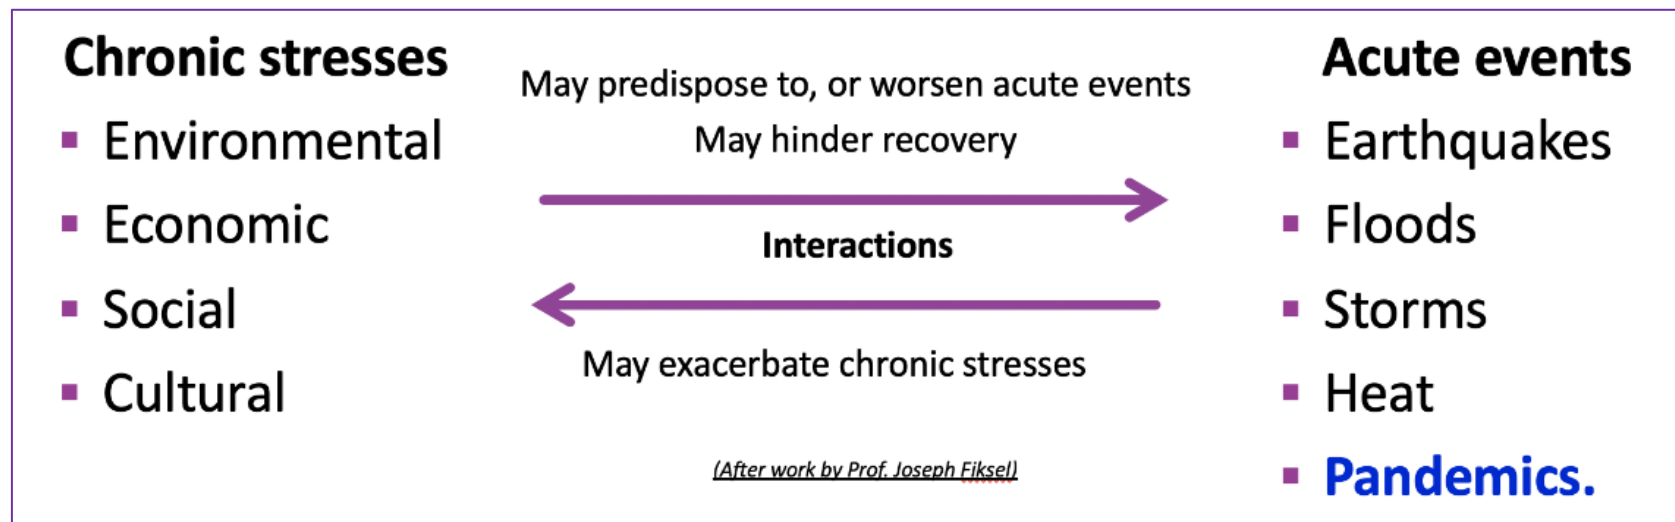 Chronic stresses
Environmental
Economic
Social
Cultural
May predispose to, or worsen acute events
May hinder recovery
Interactions
May exacerbate chronic stresses
(After work by Prof. Joseph Fiksel)
Acute events
Earthquakes
Floods
Storms
Heat
Pandemics.